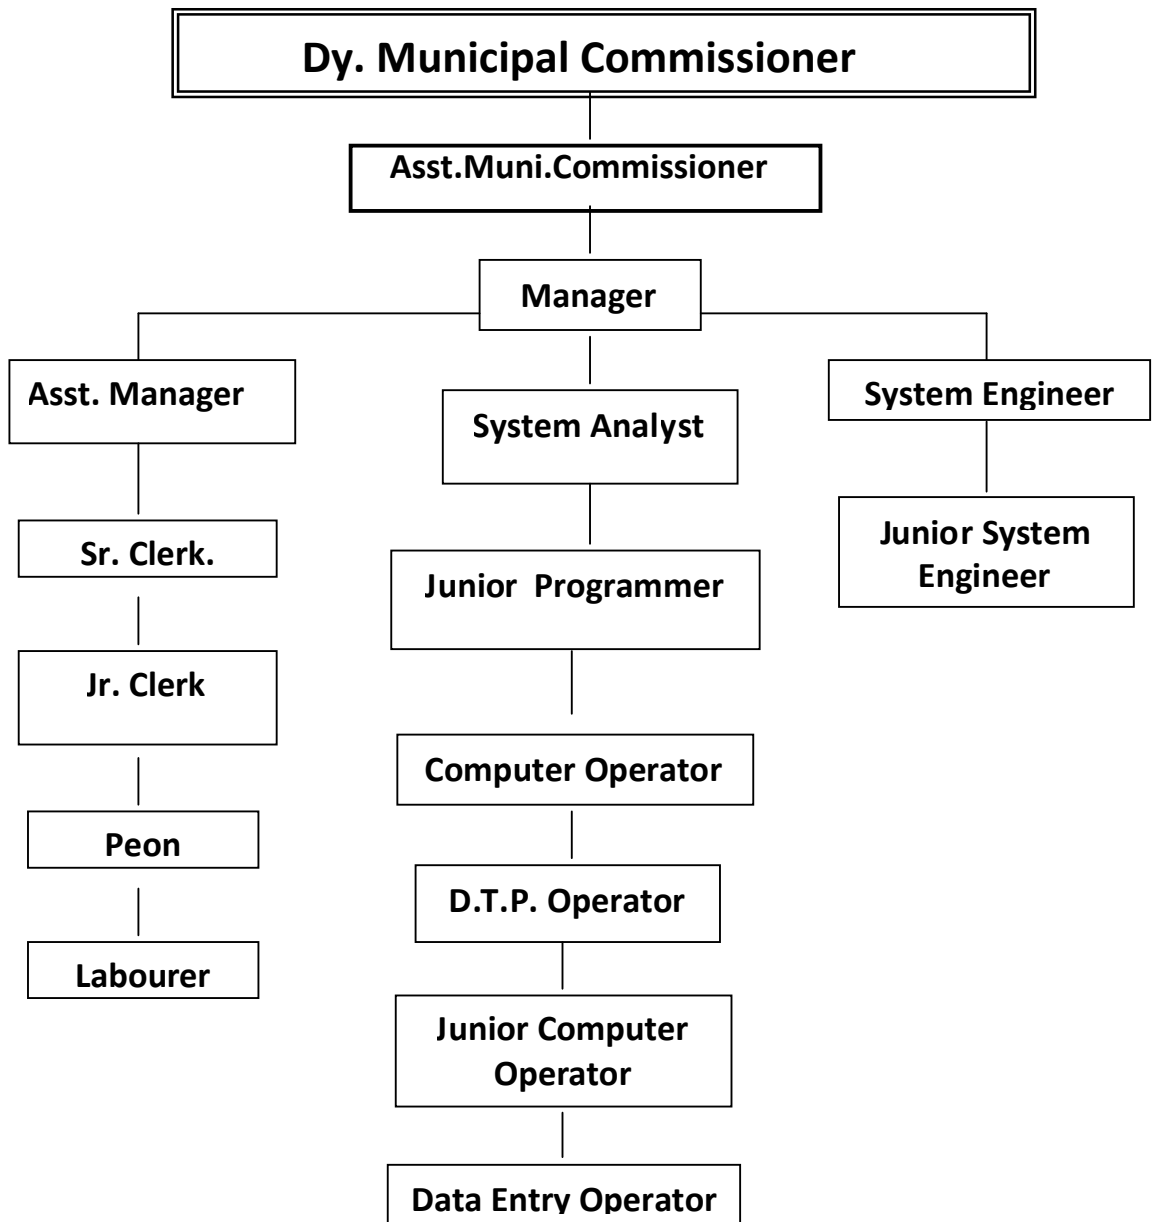 Dy. Municipal Commissioner
Asst.Muni.Commissioner
Manager
Asst. Manager
System Analyst
System Engineer
Sr. Clerk.
Junior Programmer
Junior System
Engineer
Jr. Clerk
Computer Operator
Peon
D.T.P. Operator
Labourer
Junior Computer
Operator
Data Entry Operator